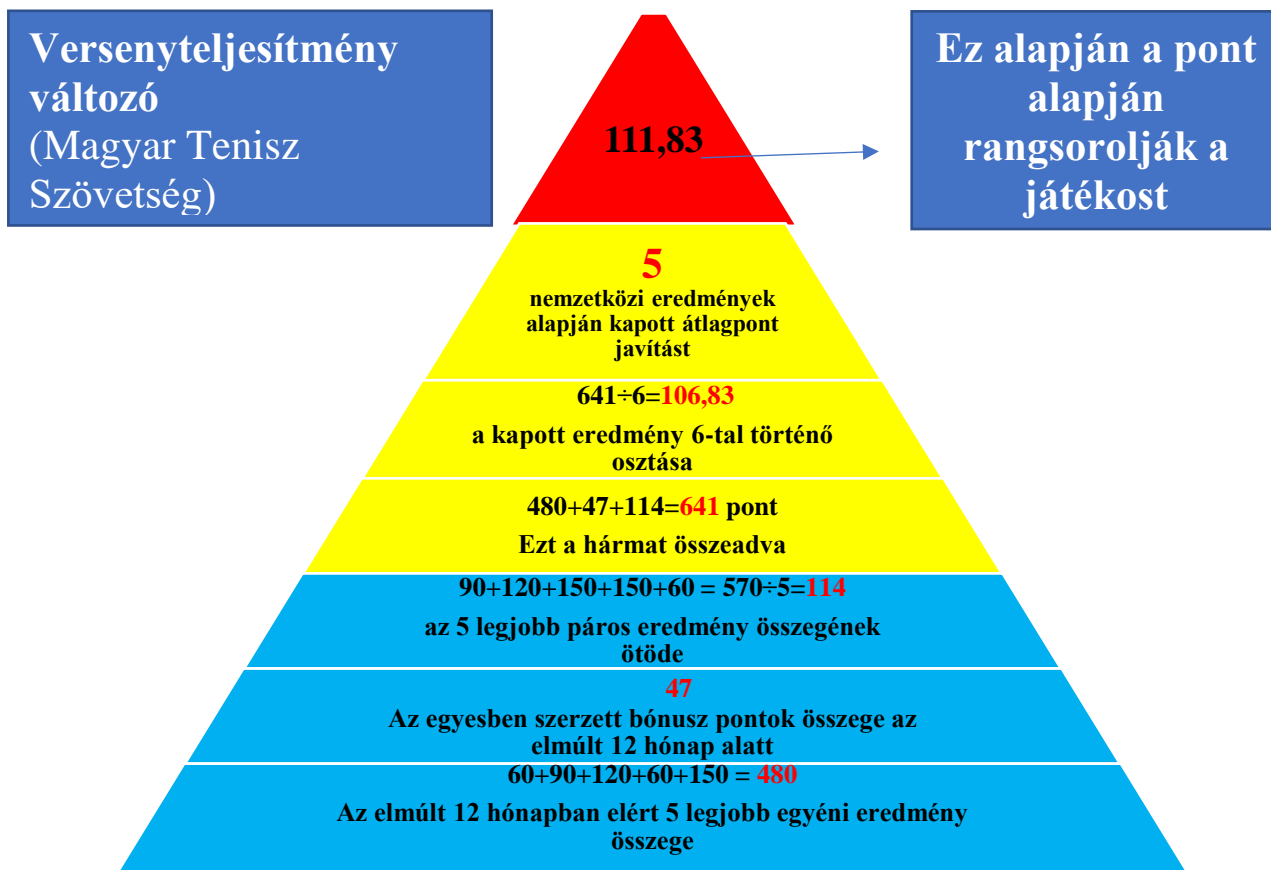 Versenyteljesítmény
változó
(Magyar Tenisz
Szövetség)
Ez alapján a pont
alapján
rangsorolják a
játékost
111,83
5
nemzetközi eredmények
alapján kapott átlagpont
javítást
641÷6=106,83
a kapott eredmény 6-tal történő
osztása
480+47+114=641 pont
Ezt a hármat összeadva
90+120+150+150+60 = 570÷5=114
az 5 legjobb páros eredmény összegének
ötöde
47
Az egyesben szerzett bónusz pontok összege az
elmúlt 12 hónap alatt
60+90+120+60+150 = 480
Az elmúlt 12 hónapban elért 5 legjobb egyéni eredmény
összege